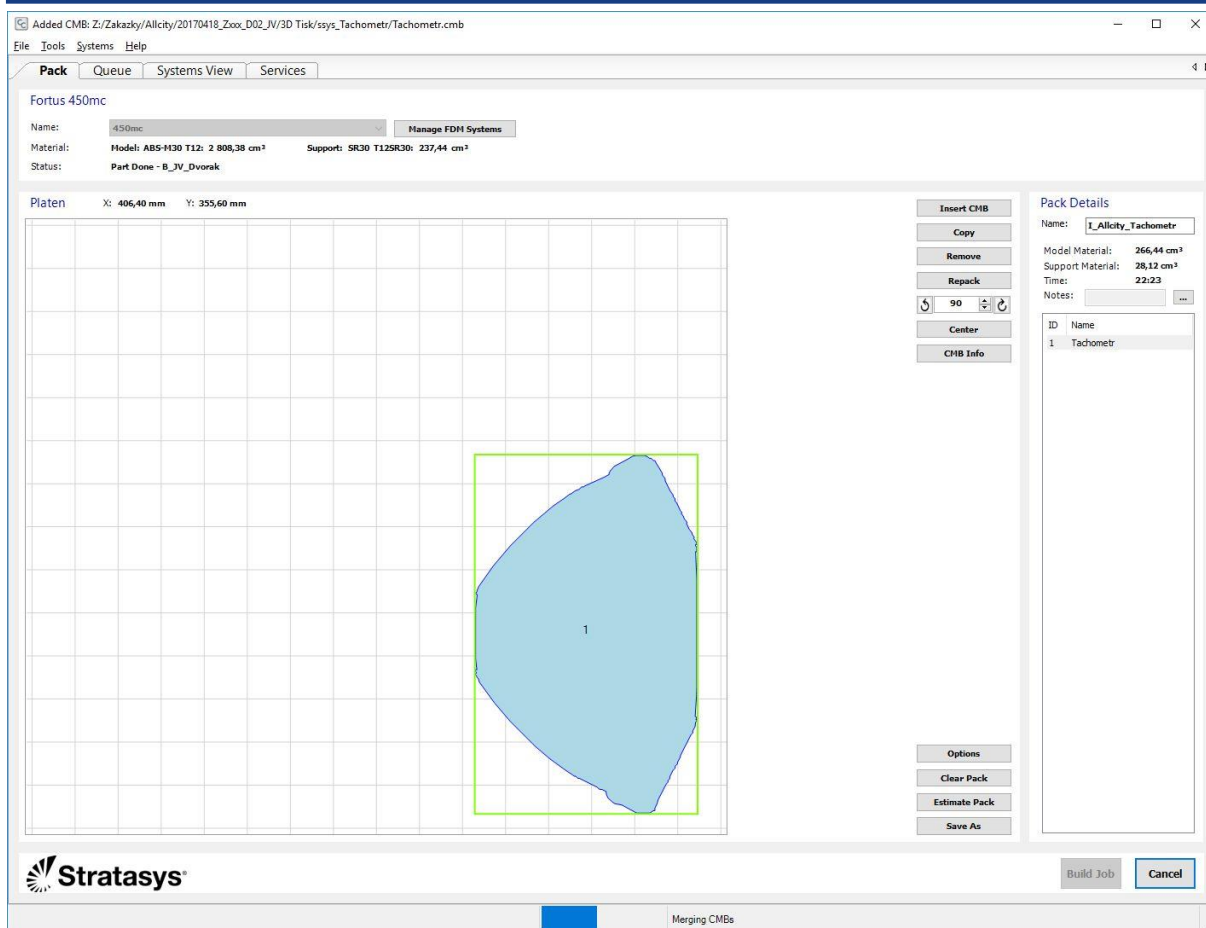 Added CMB: Z:/Zakazky/Allcity/20170418_Zxxx_D02_JV/3D Tisk/ssys_Tachometr/Tachometr.cmb
File Tools Systems Help
Pack Queue Systems View Services
Fortus 450mc
Name: 450mc Manage FDM Systems
Material: Model: ABS-M30 T12: 2 808,38 cm³ Support: SR30 T12SR30: 237,44 cm³
Status: Part Done - B_JV_Dvorak
Platen X: 406,40 mm Y: 355,60 mm
Insert CMB
Copy
Remove
Repack
90
Center
CMB Info
1
Options
Clear Pack
Estimate Pack
Save As
Pack Details
Name: I_Allcity_Tachometr
Model Material: 266,44 cm³
Support Material: 28,12 cm³
Time: 22:23
Notes: ...
ID Name
1 Tachometr
Stratasys
Build Job Cancel
Merging CMBs